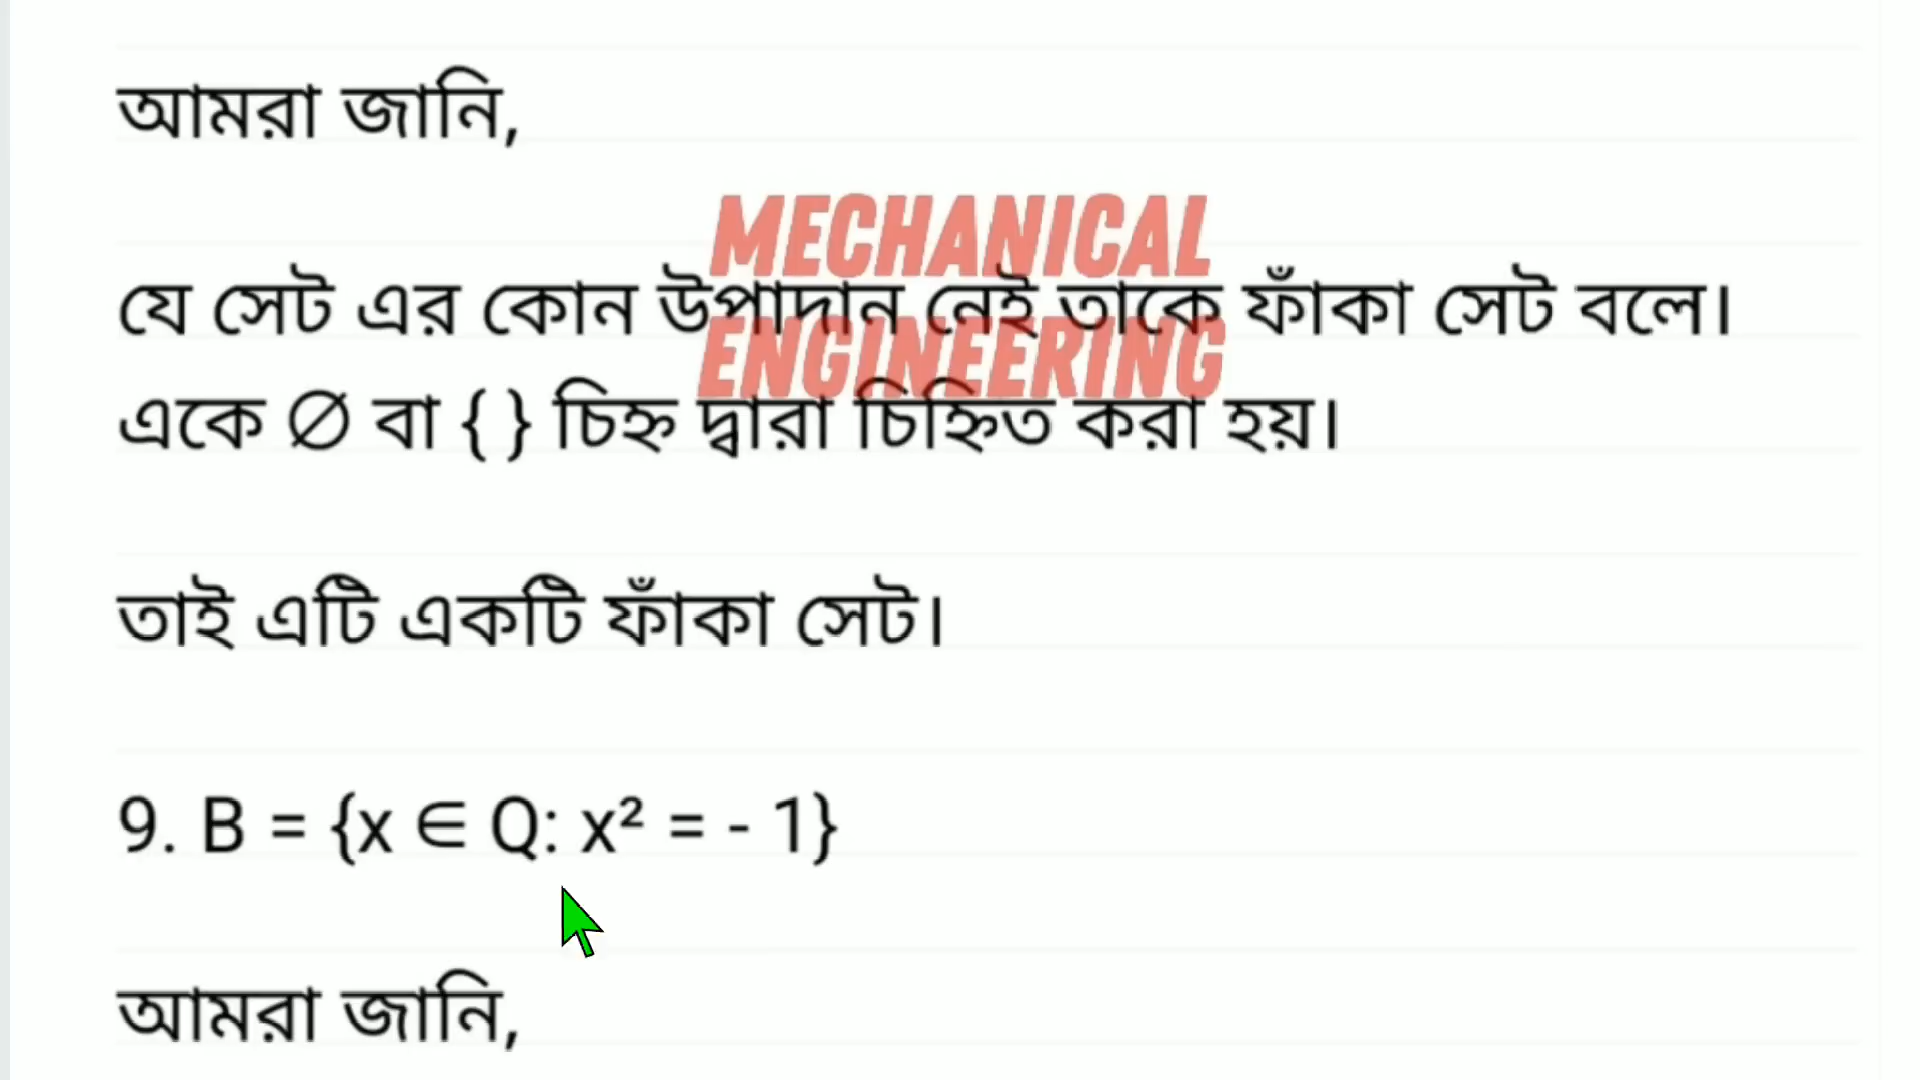 আমরা জানি,
MECHANICAL
যে সেট এর কোন উপাদান নেই তাকে ফাঁকা সেট বলে।
ENGINEERING
একে ∅ বা { } চিহ্ন দ্বারা চিহ্নিত করা হয়।
তাই এটি একটি ফাঁকা সেট।
9. B = {x ∈ Q: x² = - 1}
আমরা জানি,